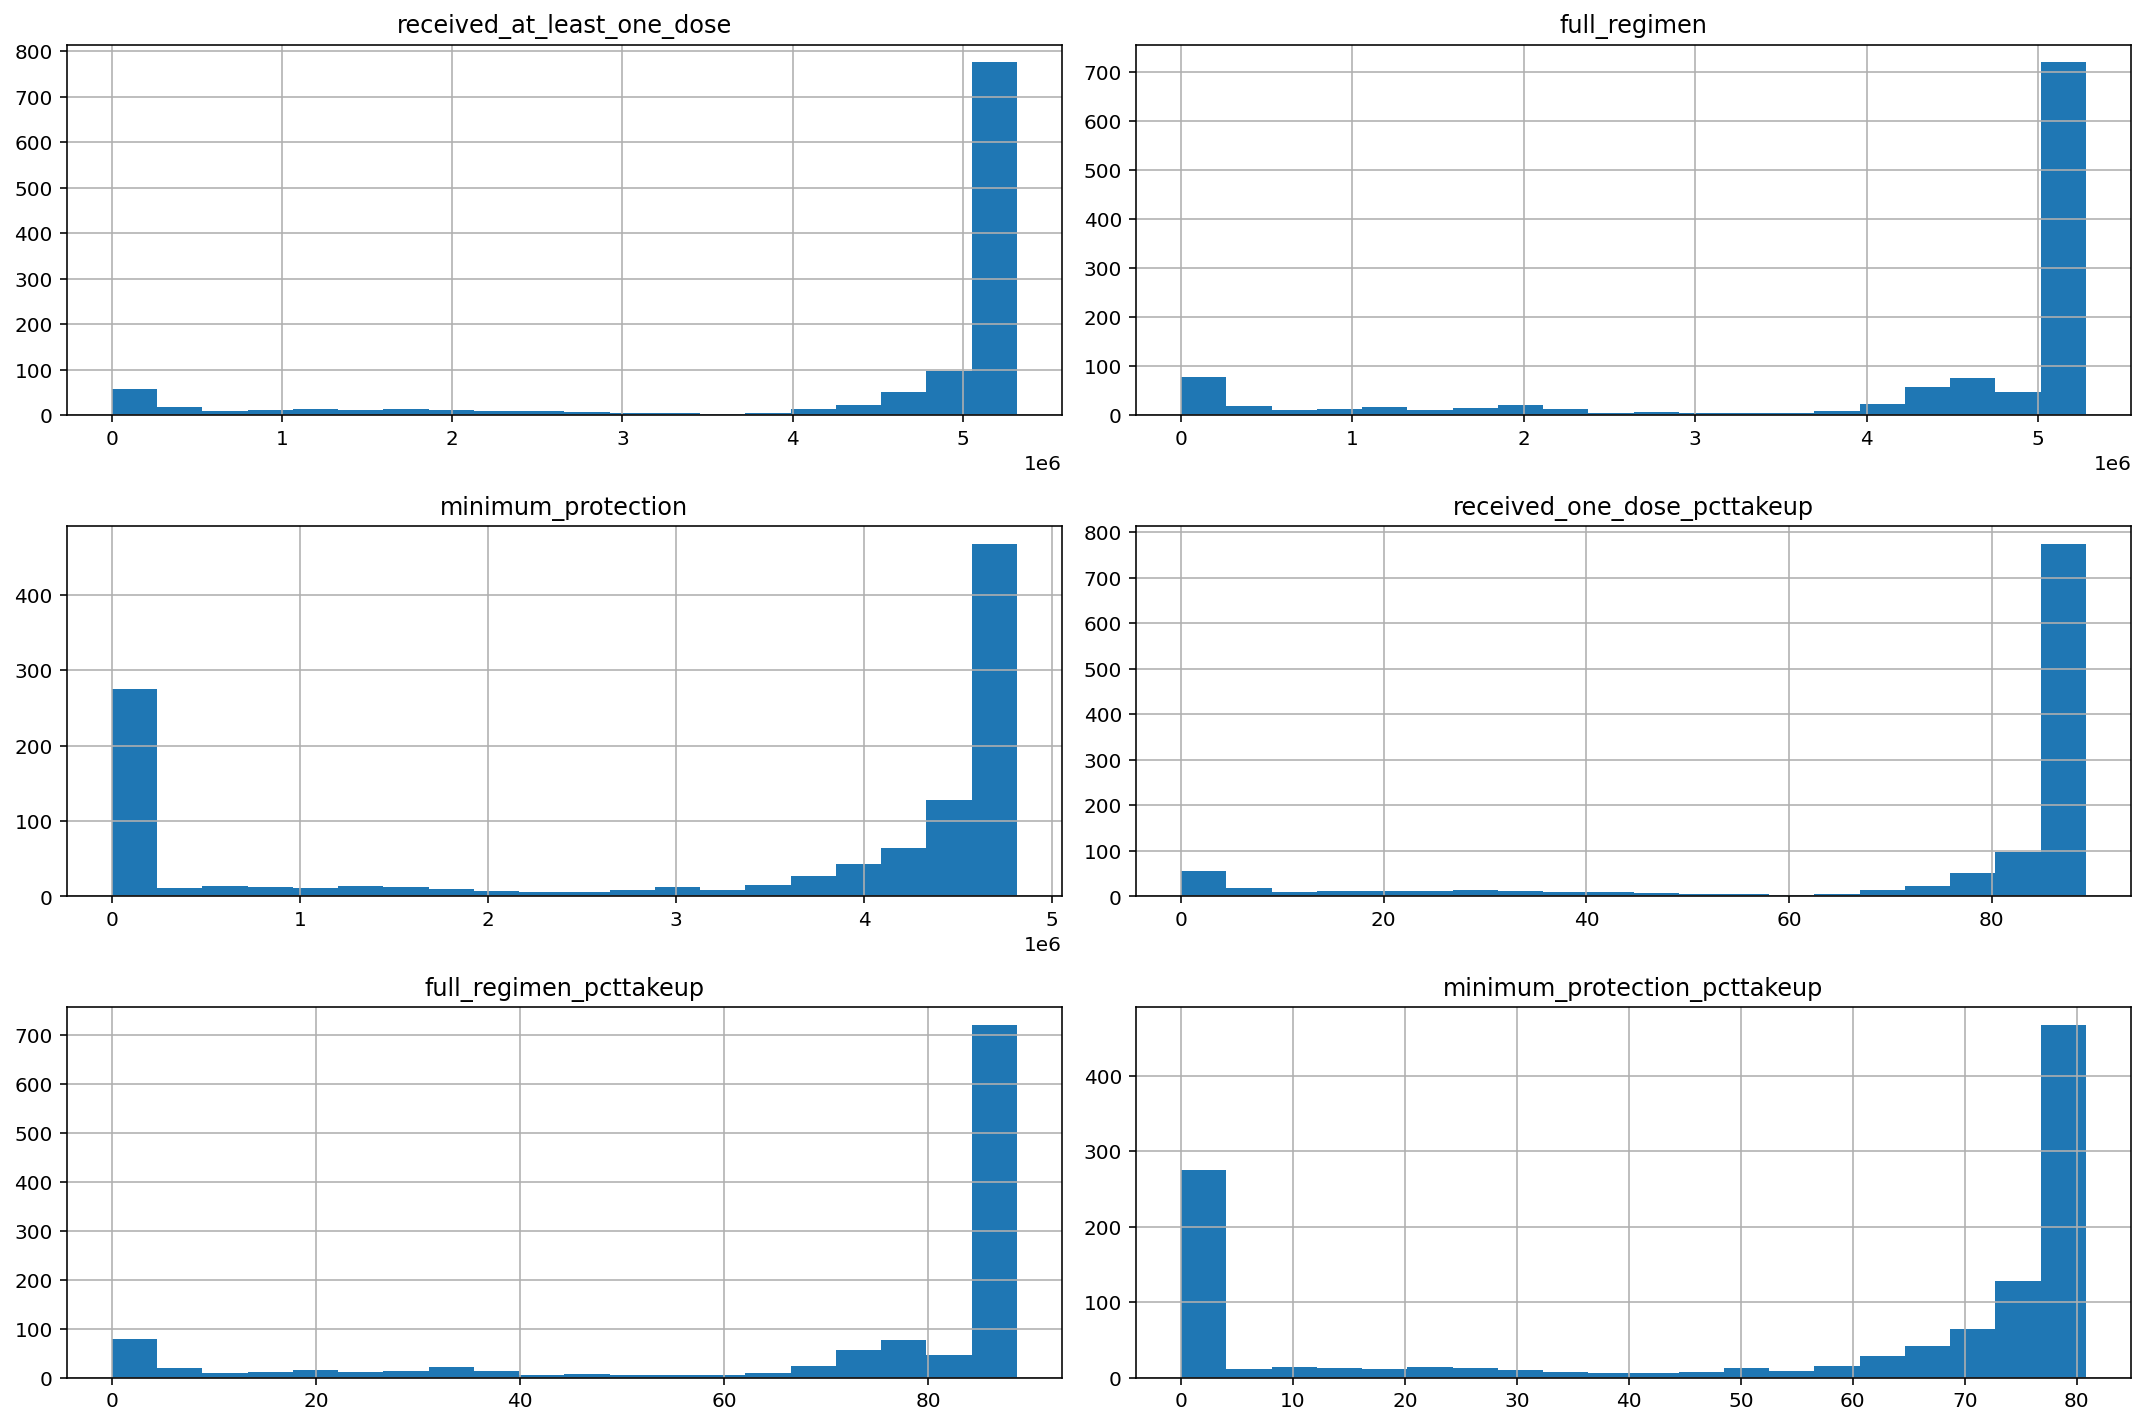 received_at_least_one_dose
800
700
600
500
400
300
200
100
0
0 1 2 3 4 5
1e6
full_regimen
700
600
500
400
300
200
100
0
0 1 2 3 4 5
1e6
minimum_protection
400
300
200
100
0
0 1 2 3 4 5
1e6
received_one_dose_pcttakeup
800
700
600
500
400
300
200
100
0
0 20 40 60 80
full_regimen_pcttakeup
700
600
500
400
300
200
100
0
0 20 40 60 80
minimum_protection_pcttakeup
400
300
200
100
0
0 10 20 30 40 50 60 70 80